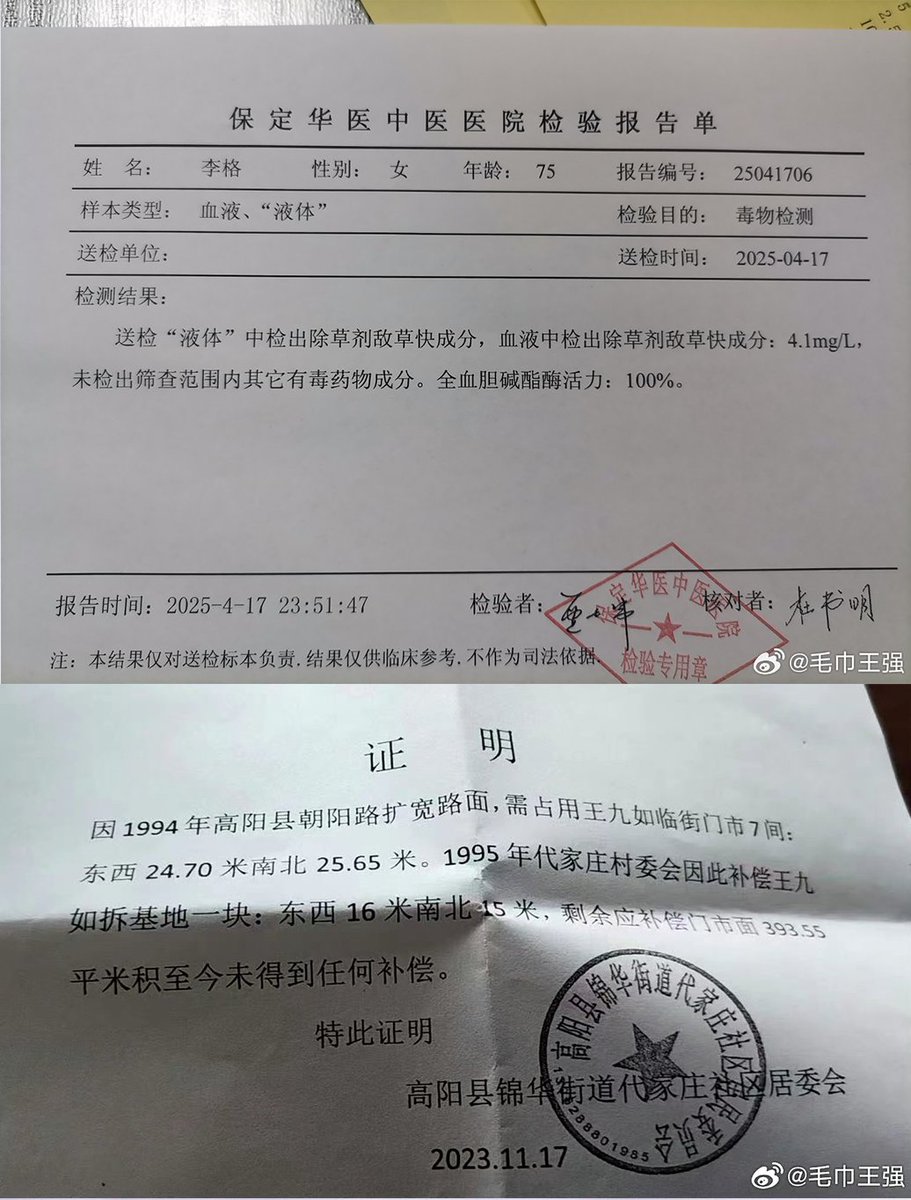 保定华医中医医院检验报告单
姓 名： 李格 性别： 女 年龄： 75 报告编号： 25041706
样本类型： 血液、“液体” 检验目的： 毒物检测
送检单位： 送检时间： 2025-04-17
检测结果：
送检“液体”中检出除草剂敌草快成分，血液中检出除草剂敌草快成分：4.1mg/L，
未检出筛查范围内其它有毒药物成分。全血胆碱酯酶活力：100%。
报告时间：2025-4-17 23:51:47 检验者： 核对者： 杜书明
保定华医中医医院
检验专用章
注：本结果仅对送检标本负责.结果仅供临床参考.不作为司法依据.
@毛巾王强
证 明
因1994年高阳县朝阳路扩宽路面，需占用王九如临街门市7间：
东西24.70米南北25.65米。1995年代家庄村委会因此补偿王九
如拆基地一块：东西16米南北15米，剩余应补偿门市面393.55
平米积至今未得到任何补偿。
特此证明
高阳县锦华街道代家庄社区居委会
高阳县锦华街道代家庄社区居民委员会
2023.11.17
@毛巾王强